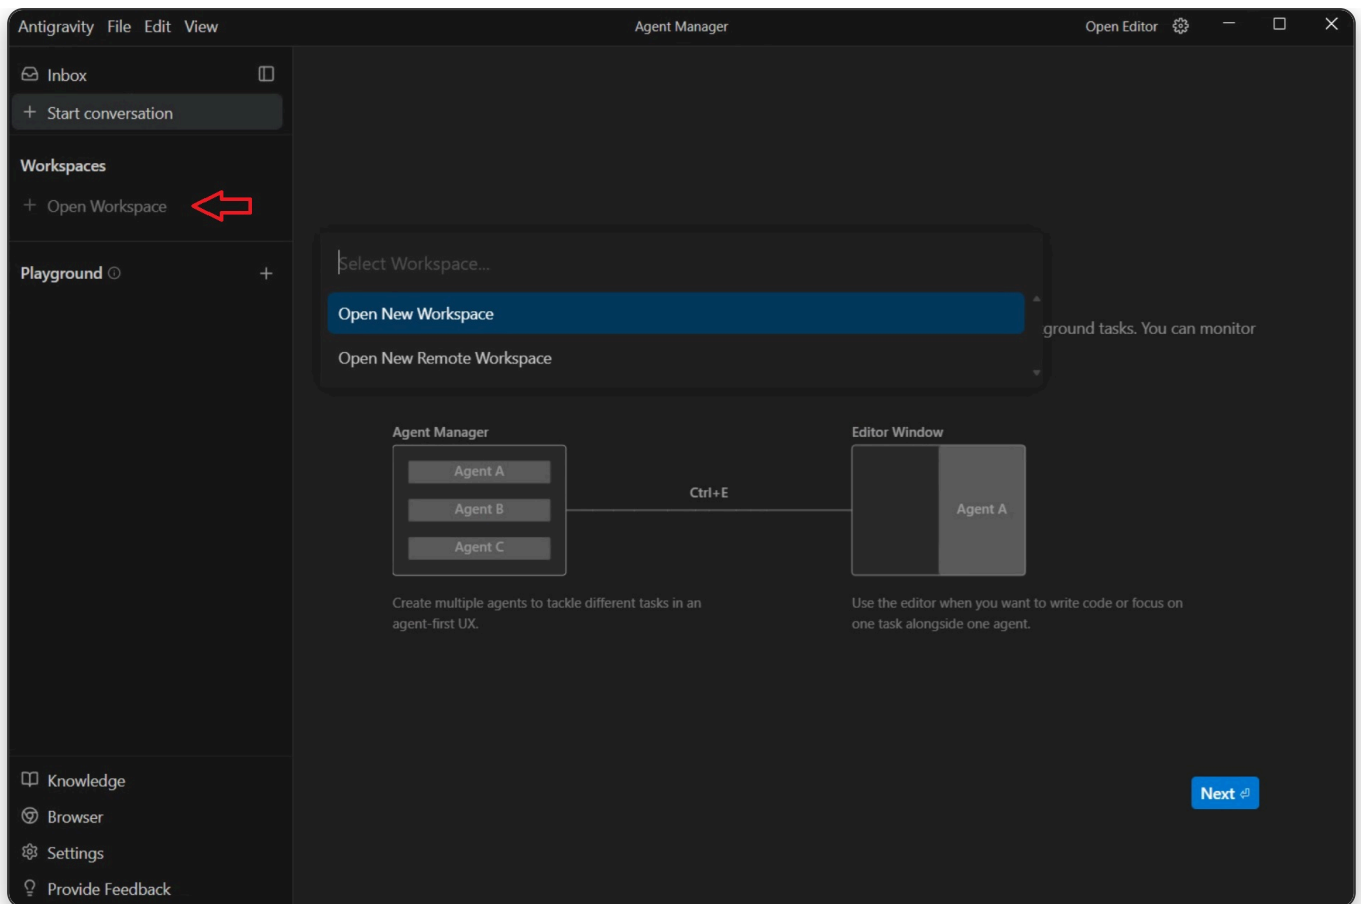 Antigravity File Edit View
Agent Manager
Open Editor
Inbox
Start conversation
Workspaces
Open Workspace
Playground
Select Workspace...
Open New Workspace
Open New Remote Workspace
ground tasks. You can monitor
Agent Manager
Agent A
Agent B
Agent C
Ctrl+E
Editor Window
Agent A
Create multiple agents to tackle different tasks in an
agent-first UX.
Use the editor when you want to write code or focus on
one task alongside one agent.
Next
Knowledge
Browser
Settings
Provide Feedback